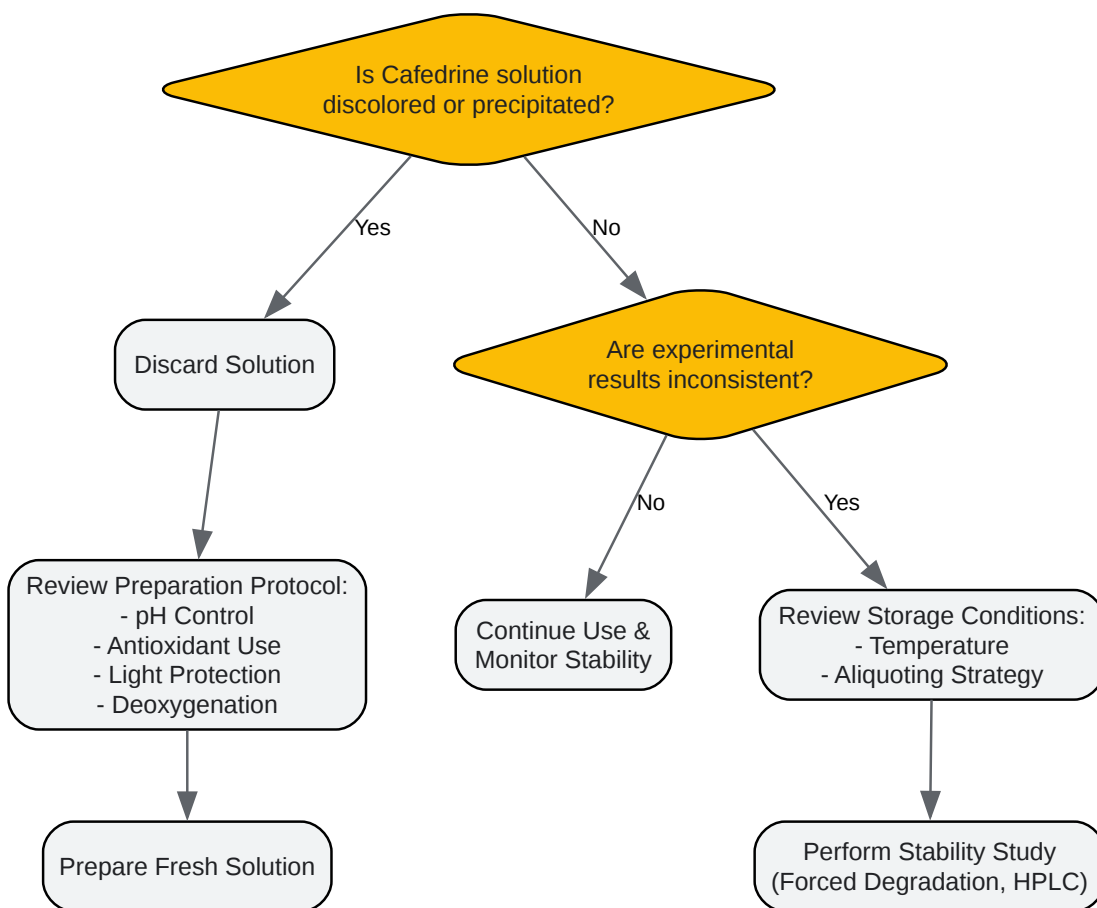 Is Cafedrine solution
discolored or precipitated?
Yes
No
Discard Solution
Are experimental
results inconsistent?
No
Yes
Review Preparation Protocol:
- pH Control
- Antioxidant Use
- Light Protection
- Deoxygenation
Continue Use &
Monitor Stability
Review Storage Conditions:
- Temperature
- Aliquoting Strategy
Prepare Fresh Solution
Perform Stability Study
(Forced Degradation, HPLC)